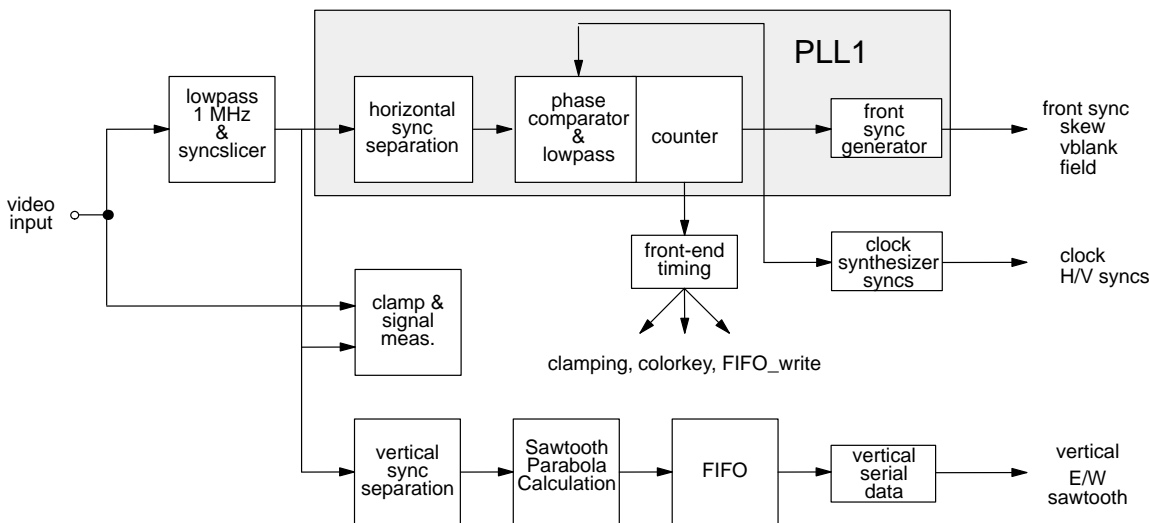 PLL1
lowpass
1 MHz
&
syncslicer
horizontal
sync
separation
phase
comparator
&
lowpass
counter
front
sync
generator
front sync
skew
vblank
field
video
input
front-end
timing
clock
synthesizer
syncs
clock
H/V syncs
clamp &
signal
meas.
clamping, colorkey, FIFO_write
vertical
sync
separation
Sawtooth
Parabola
Calculation
FIFO
vertical
serial
data
vertical
E/W
sawtooth